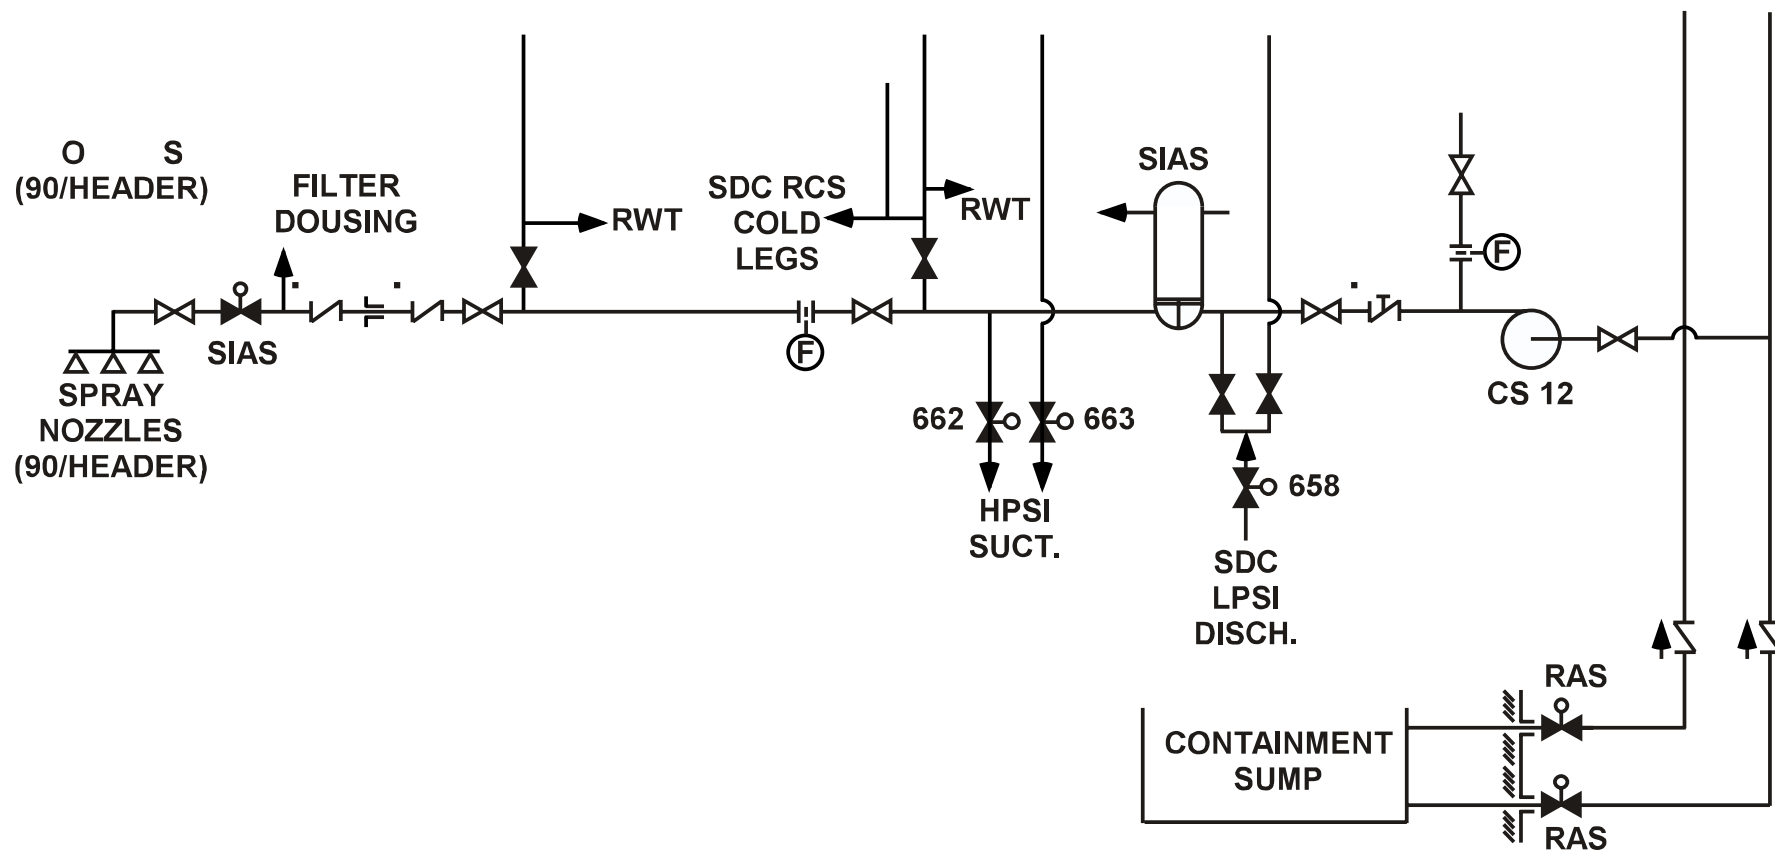 O S
(90/HEADER)
FILTER
DOUSING
RWT
SDC RCS
COLD
LEGS
RWT
SIAS
F
SIAS
F
SPRAY
NOZZLES
(90/HEADER)
CS 12
662
663
HPSI
SUCT.
658
SDC
LPSI
DISCH.
RAS
CONTAINMENT
SUMP
RAS